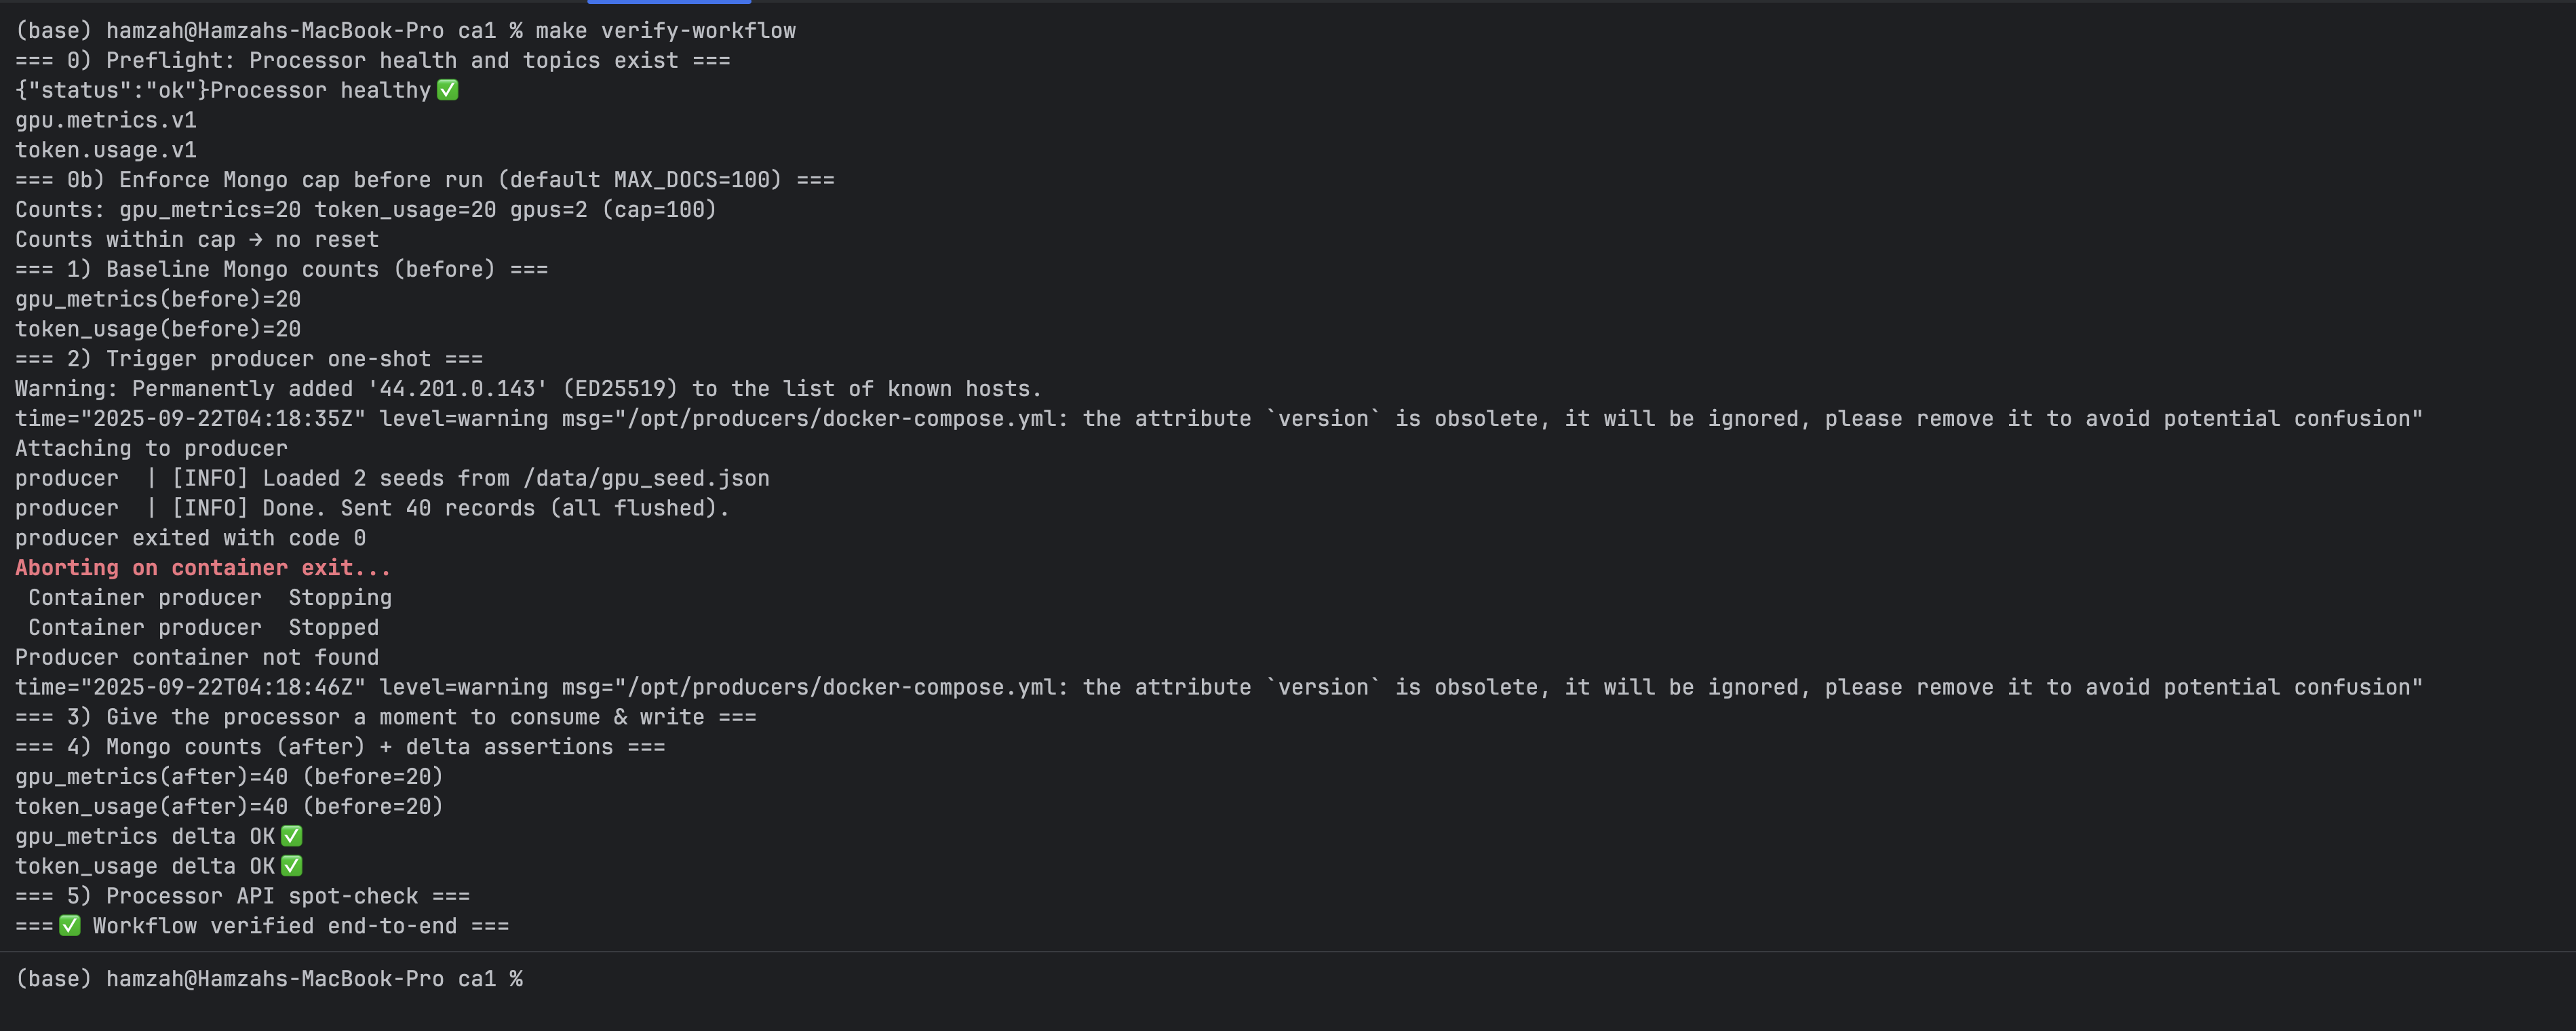 (base) hamzah@Hamzahs-MacBook-Pro ca1 % make verify-workflow
=== 0) Preflight: Processor health and topics exist ===
{"status":"ok"}Processor healthy✅
gpu.metrics.v1
token.usage.v1
=== 0b) Enforce Mongo cap before run (default MAX_DOCS=100) ===
Counts: gpu_metrics=20 token_usage=20 gpus=2 (cap=100)
Counts within cap → no reset
=== 1) Baseline Mongo counts (before) ===
gpu_metrics(before)=20
token_usage(before)=20
=== 2) Trigger producer one-shot ===
Warning: Permanently added '44.201.0.143' (ED25519) to the list of known hosts.
time="2025-09-22T04:18:35Z" level=warning msg="/opt/producers/docker-compose.yml: the attribute `version` is obsolete, it will be ignored, please remove it to avoid potential confusion"
Attaching to producer
producer  | [INFO] Loaded 2 seeds from /data/gpu_seed.json
producer  | [INFO] Done. Sent 40 records (all flushed).
producer exited with code 0
Aborting on container exit...
 Container producer  Stopping
 Container producer  Stopped
Producer container not found
time="2025-09-22T04:18:46Z" level=warning msg="/opt/producers/docker-compose.yml: the attribute `version` is obsolete, it will be ignored, please remove it to avoid potential confusion"
=== 3) Give the processor a moment to consume & write ===
=== 4) Mongo counts (after) + delta assertions ===
gpu_metrics(after)=40 (before=20)
token_usage(after)=40 (before=20)
gpu_metrics delta OK✅
token_usage delta OK✅
=== 5) Processor API spot-check ===
===✅ Workflow verified end-to-end ===
(base) hamzah@Hamzahs-MacBook-Pro ca1 %